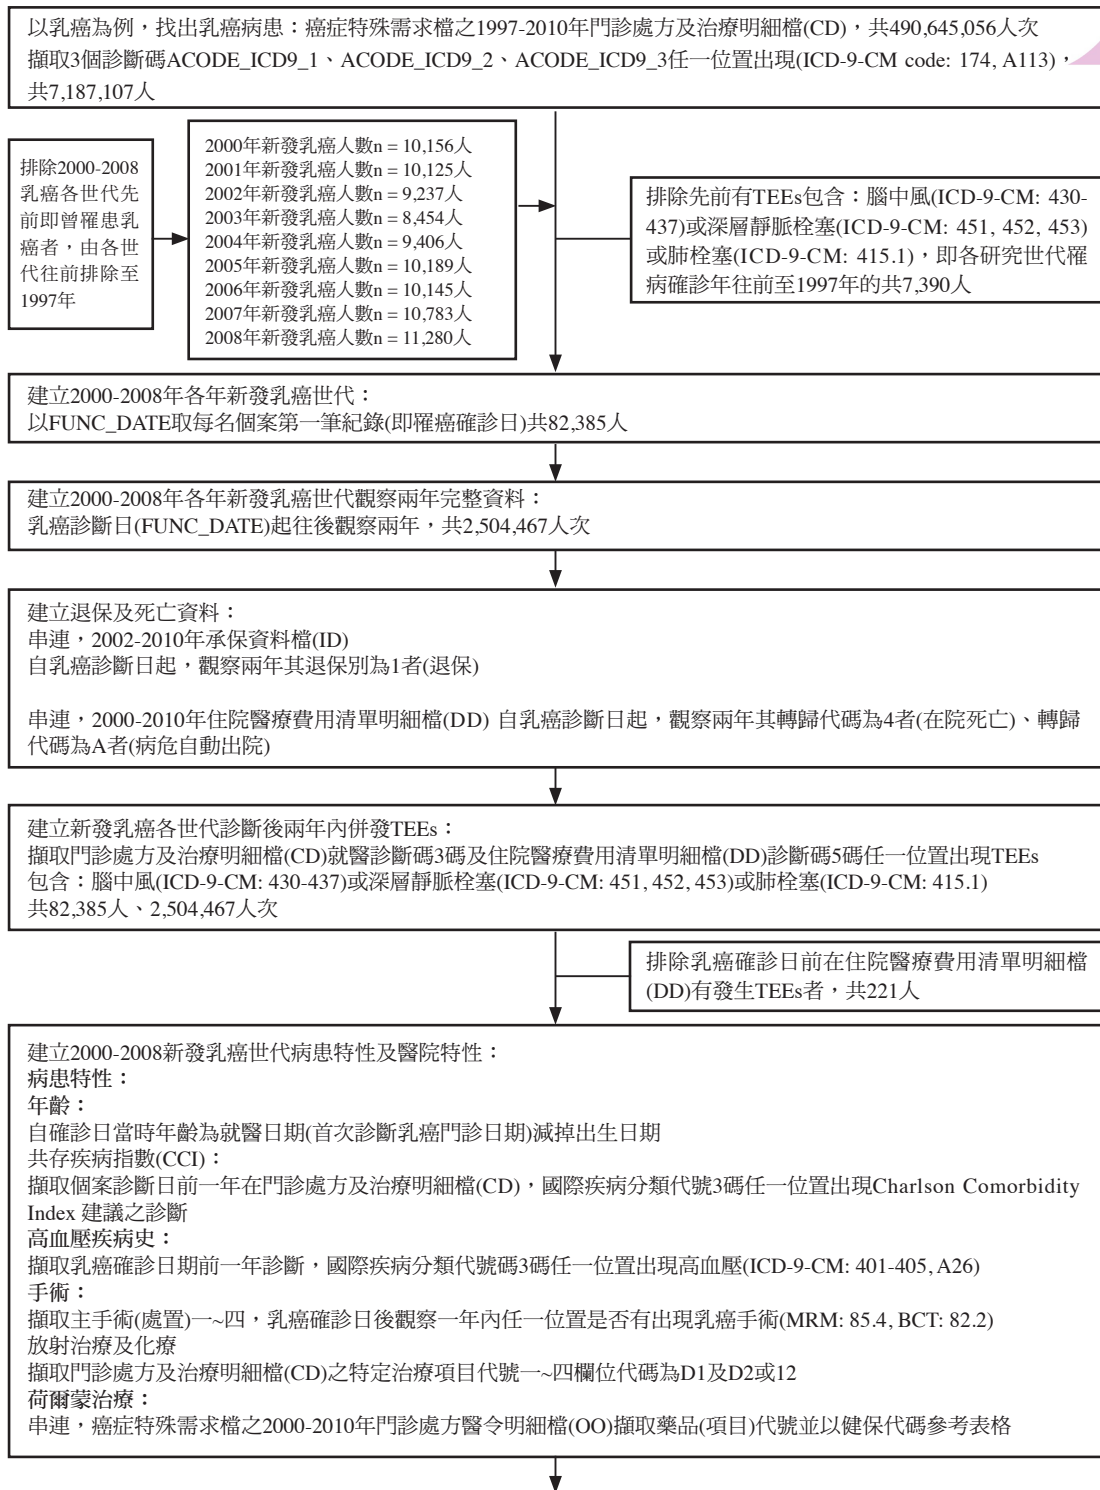 以乳癌為例，找出乳癌病患：癌症特殊需求檔之1997-2010年門診處方及治療明細檔(CD)，共490,645,056人次
擷取3個診斷碼ACODE_ICD9_1、ACODE_ICD9_2、ACODE_ICD9_3任一位置出現(ICD-9-CM code: 174, A113)，
共7,187,107人
排除2000-2008
乳癌各世代先
前即曾罹患乳
癌者，由各世
代往前排除至
1997年
2000年新發乳癌人數n = 10,156人
2001年新發乳癌人數n = 10,125人
2002年新發乳癌人數n = 9,237人
2003年新發乳癌人數n = 8,454人
2004年新發乳癌人數n = 9,406人
2005年新發乳癌人數n = 10,189人
2006年新發乳癌人數n = 10,145人
2007年新發乳癌人數n = 10,783人
2008年新發乳癌人數n = 11,280人
排除先前有TEEs包含：腦中風(ICD-9-CM: 430-
437)或深層靜脈栓塞(ICD-9-CM: 451, 452, 453)
或肺栓塞(ICD-9-CM: 415.1)，即各研究世代罹
病確診年往前至1997年的共7,390人
建立2000-2008年各年新發乳癌世代：
以FUNC_DATE取每名個案第一筆紀錄(即罹癌確診日)共82,385人
建立2000-2008年各年新發乳癌世代觀察兩年完整資料：
乳癌診斷日(FUNC_DATE)起往後觀察兩年，共2,504,467人次
建立退保及死亡資料：
串連，2002-2010年承保資料檔(ID)
自乳癌診斷日起，觀察兩年其退保別為1者(退保)
串連，2000-2010年住院醫療費用清單明細檔(DD) 自乳癌診斷日起，觀察兩年其轉歸代碼為4者(在院死亡)、轉歸
代碼為A者(病危自動出院)
建立新發乳癌各世代診斷後兩年內併發TEEs：
擷取門診處方及治療明細檔(CD)就醫診斷碼3碼及住院醫療費用清單明細檔(DD)診斷碼5碼任一位置出現TEEs
包含：腦中風(ICD-9-CM: 430-437)或深層靜脈栓塞(ICD-9-CM: 451, 452, 453)或肺栓塞(ICD-9-CM: 415.1)
共82,385人、2,504,467人次
排除乳癌確診日前在住院醫療費用清單明細檔
(DD)有發生TEEs者，共221人
建立2000-2008新發乳癌世代病患特性及醫院特性：
病患特性：
年齡：
自確診日當時年齡為就醫日期(首次診斷乳癌門診日期)減掉出生日期
共存疾病指數(CCI)：
擷取個案診斷日前一年在門診處方及治療明細檔(CD)，國際疾病分類代號3碼任一位置出現Charlson Comorbidity
Index 建議之診斷
高血壓疾病史：
擷取乳癌確診日期前一年診斷，國際疾病分類代號碼3碼任一位置出現高血壓(ICD-9-CM: 401-405, A26)
手術：
擷取主手術(處置)一~四，乳癌確診日後觀察一年內任一位置是否有出現乳癌手術(MRM: 85.4, BCT: 82.2)
放射治療及化療
擷取門診處方及治療明細檔(CD)之特定治療項目代號一~四欄位代碼為D1及D2或12
荷爾蒙治療：
串連，癌症特殊需求檔之2000-2010年門診處方醫令明細檔(OO)擷取藥品(項目)代號並以健保代碼參考表格